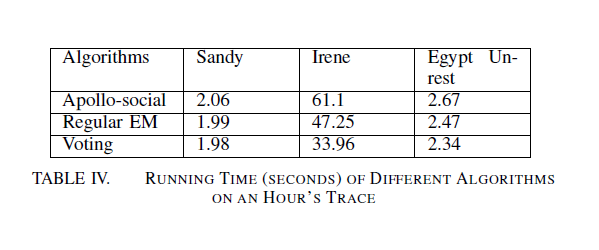 Algorithms Sandy Irene Egypt Un-
rest
Apollo-social 2.06 61.1 2.67
Regular EM 1.99 47.25 2.47
Voting 1.98 33.96 2.34
TABLE IV. RUNNING TIME (SECONDS) OF DIFFERENT ALGORITHMS
ON AN HOUR'S TRACE